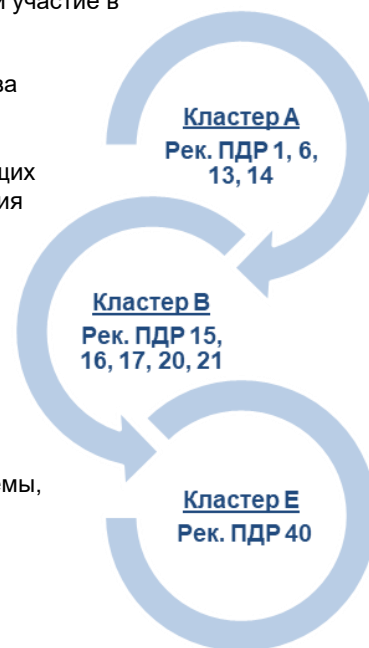 участие в
Кластер А
Рек. ПДР 1, 6,
13, 14
Кластер В
Рек. ПДР 15,
16, 17, 20, 21
Кластер Е
Рек. ПДР 40